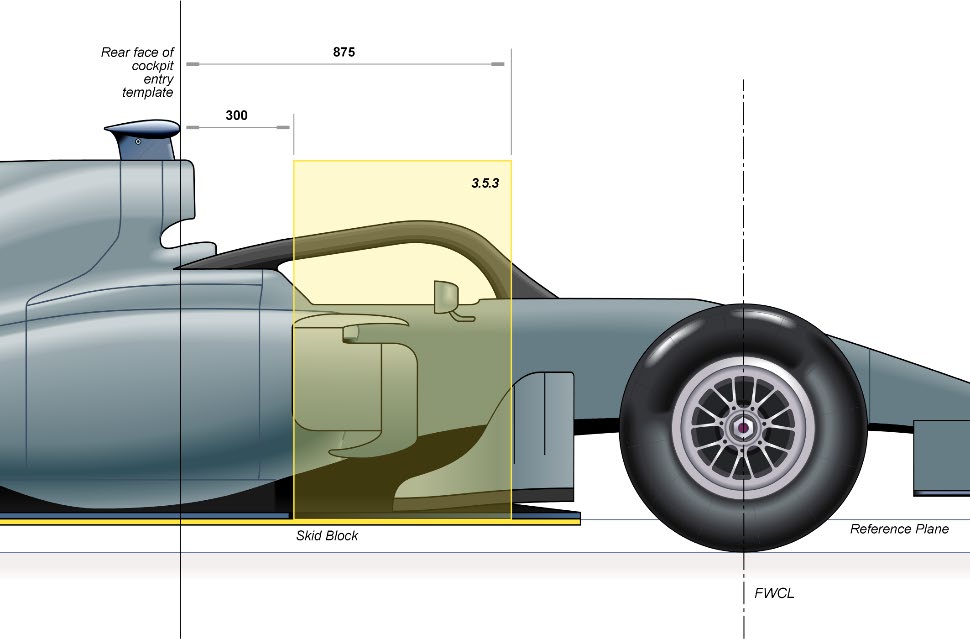 Rear face of
cockpit
entry
template
875
300
3.5.3
Skid Block
Reference Plane
FWCL